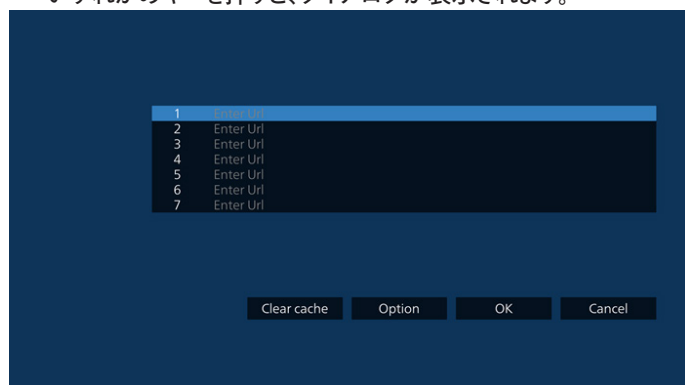 1 Enter Url
2 Enter Url
3 Enter Url
4 Enter Url
5 Enter Url
6 Enter Url
7 Enter Url
Clear cache Option OK Cancel